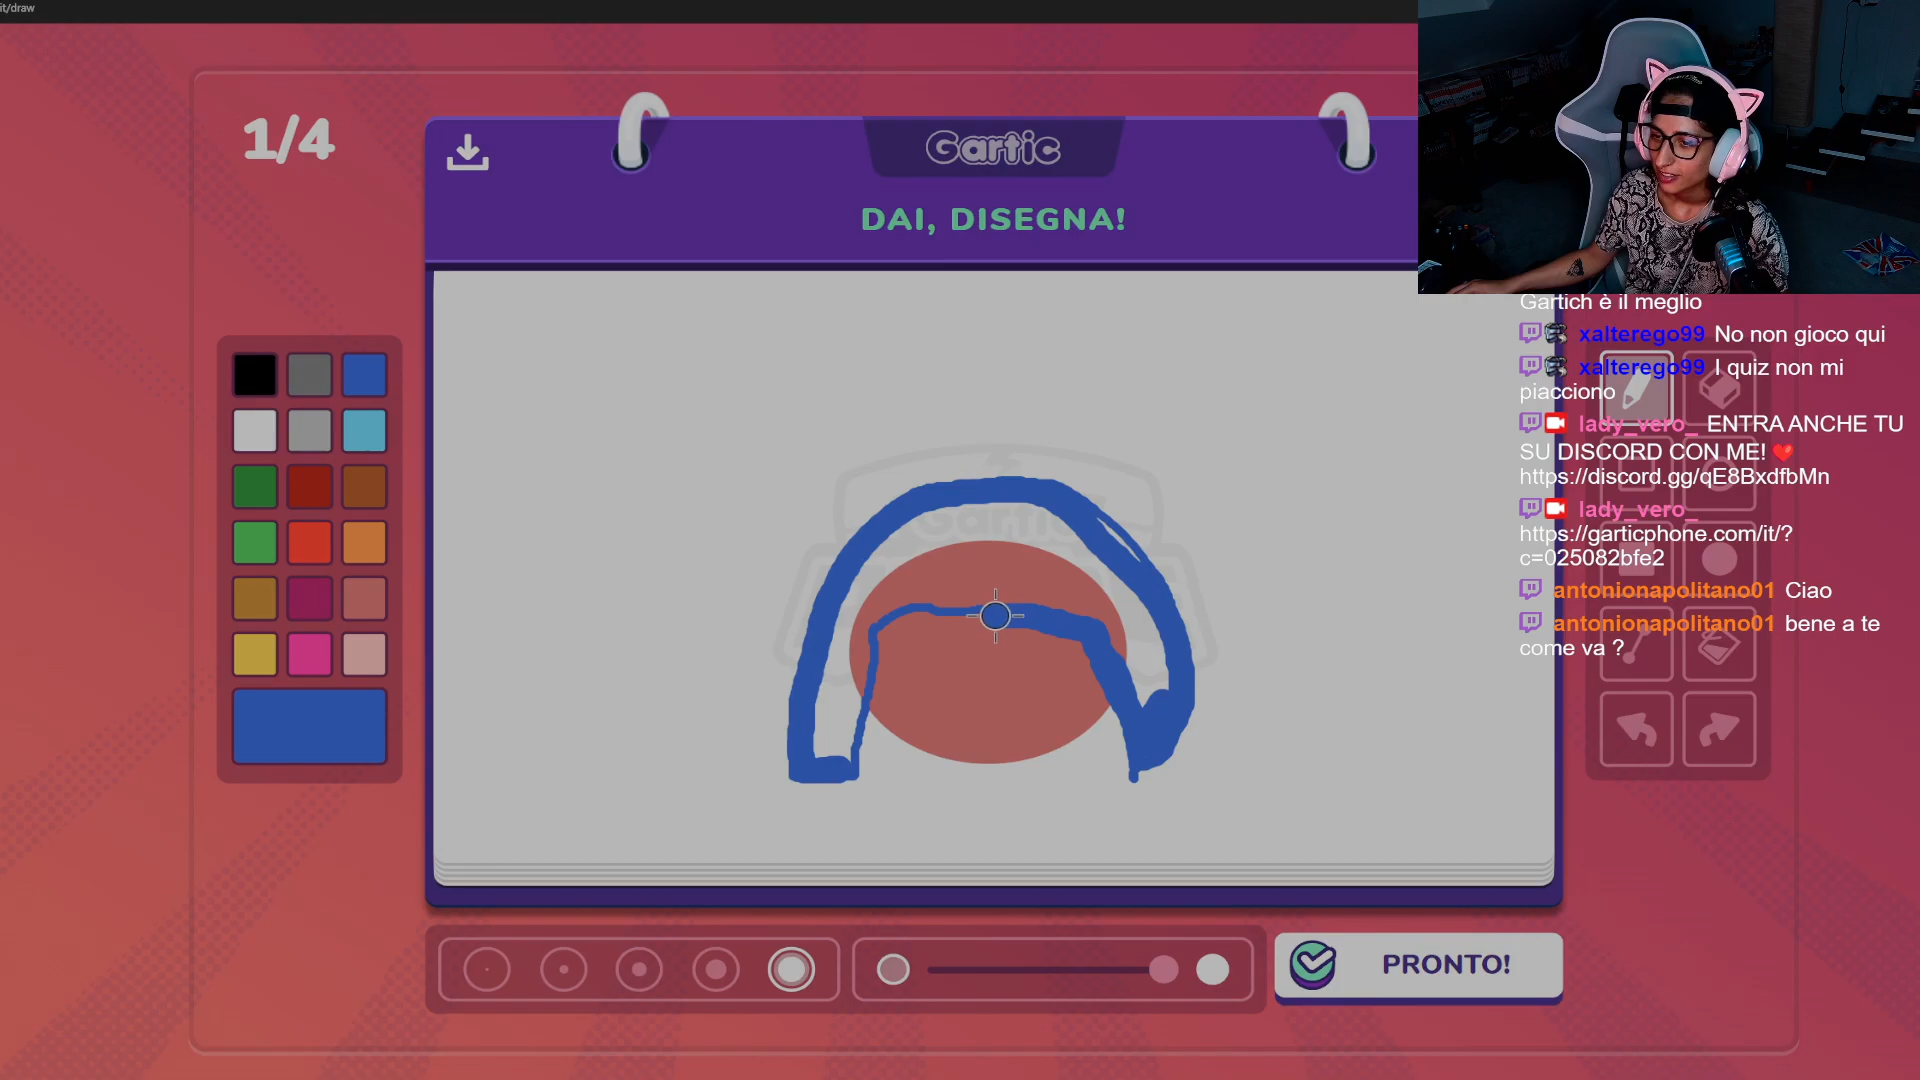 it/draw
1/4
Gartic
DAI, DISEGNA!
Gartic
Gartich è il meglio
xalterego99 No non gioco qui
xalterego99 I quiz non mi
piacciono
lady_vero_ ENTRA ANCHE TU
SU DISCORD CON ME!
https://discord.gg/qE8BxdfbMn
lady_vero_
https://garticphone.com/it/?
c=025082bfe2
antonionapolitano01 Ciao
antonionapolitano01 bene a te
come va ?
PRONTO!